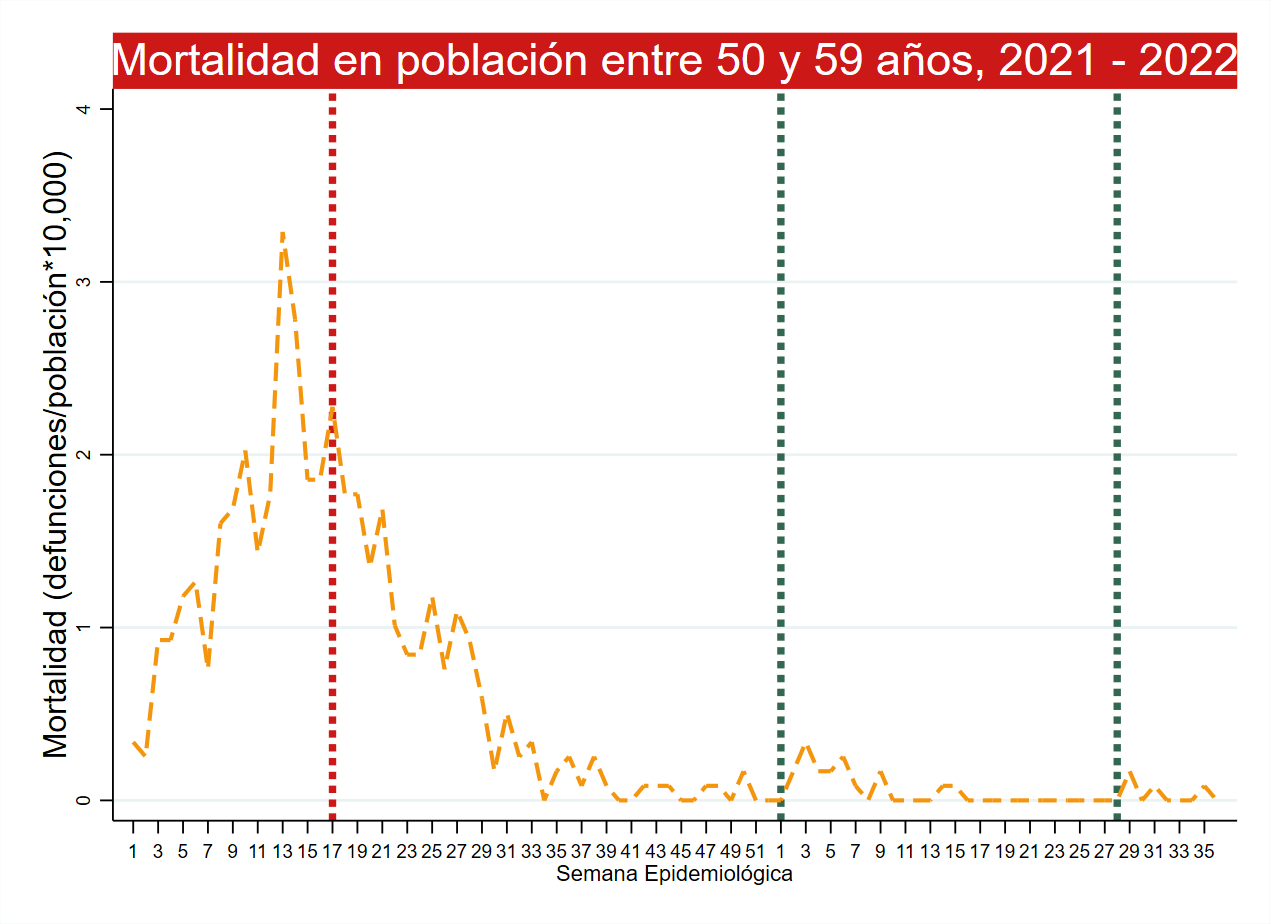 Mortalidad en población entre 50 y 59 años, 2021 - 2022
Mortalidad (defunciones/población*10,000)
4
3
2
1
0
1 3 5 7 9 11 13 15 17 19 21 23 25 27 29 31 33 35 37 39 41 43 45 47 49 51 1 3 5 7 9 11 13 15 17 19 21 23 25 27 29 31 33 35
Semana Epidemiológica